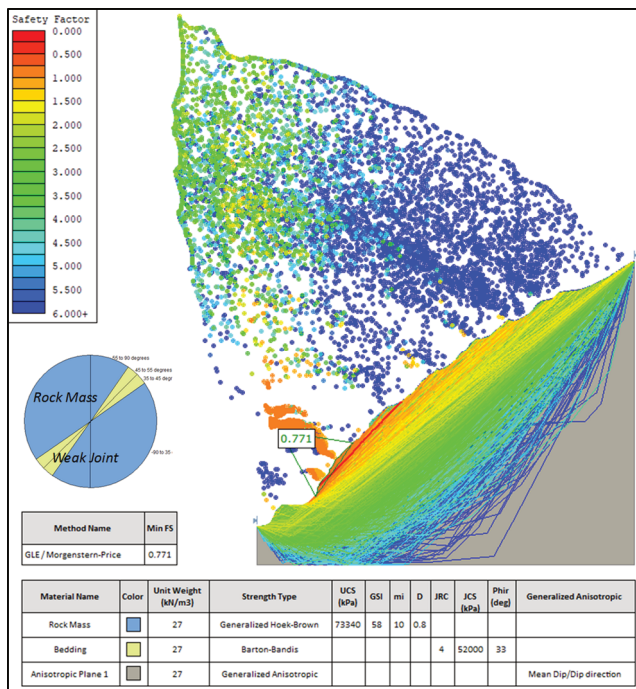 Safety Factor
0.000
0.500
1.000
1.500
2.000
2.500
3.000
3.500
4.000
4.500
5.000
5.500
6.000+
55 to 90 degrees
45 to 55 degrees
35 to 45 degr
Rock Mass
Weak Joint
-90 to 35
0.771
Method Name Min FS
GLE / Morgenstern-Price 0.771
Material Name Color Unit Weight (kN/m3) Strength Type UCS (kPa) GSI mi D JRC JCS (kPa) Phir (deg) Generalized Anisotropic
Rock Mass 27 Generalized Hoek-Brown 73340 58 10 0.8
Bedding 27 Barton-Bandis 4 52000 33
Anisotropic Plane 1 27 Generalized Anisotropic Mean Dip/Dip direction